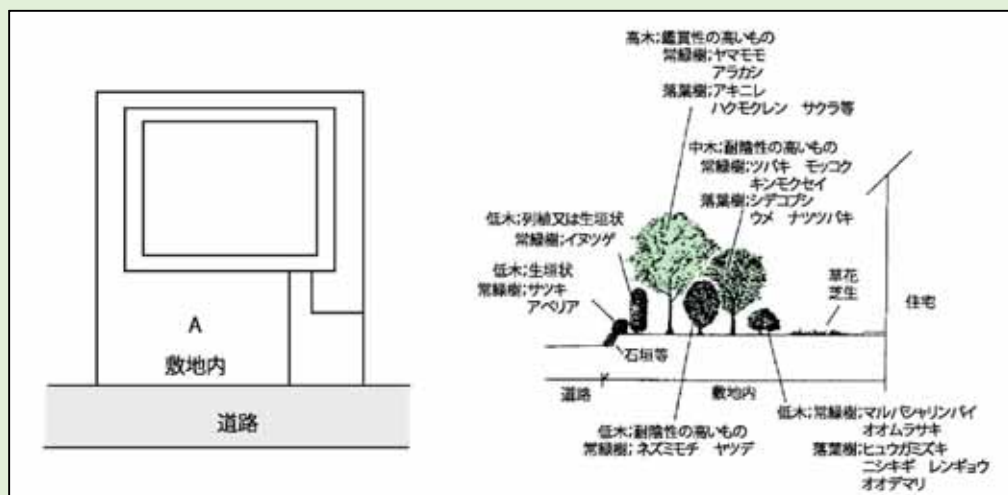 A
敷地内
道路
高木;鑑賞性の高いもの
常緑樹;ヤマモモ
アラカシ
落葉樹;アキニレ
ハクモクレン サクラ等
中木;耐陰性の高いもの
常緑樹;ツバキ モッコク
キンモクセイ
落葉樹;シデコブシ
ウメ ナツツバキ
低木;列植又は生垣状
常緑樹;イヌツゲ
低木;生垣状
常緑樹;サツキ
アベリア
石垣等
草花
芝生
住宅
道路
敷地内
低木;耐陰性の高いもの
常緑樹;ネズミモチ ヤツデ
低木;常緑樹;マルバシャリンバイ
オオムラサキ
落葉樹;ヒュウガミズキ
ニシキギ レンギョウ
オオデマリ